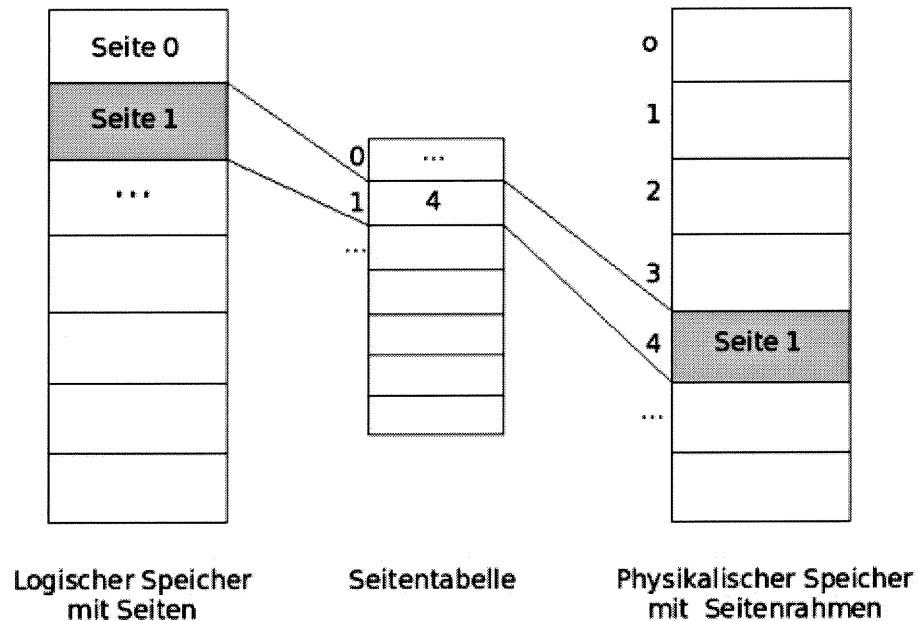 Seite 0
Seite 1
...
0
1
...
...
4
o
1
2
3
4
...
Seite 1
Logischer Speicher
mit Seiten
Seitentabelle
Physikalischer Speicher
mit Seitenrahmen